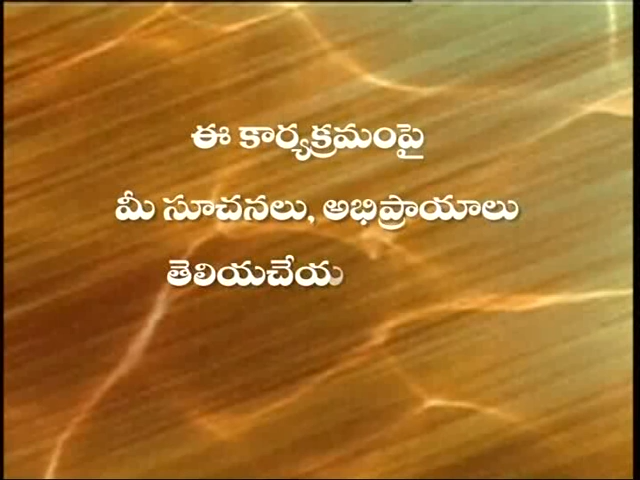 ఈ కార్యక్రమంపై
మీ సూచనలు, అభిప్రాయాలు
తెలియచేయ